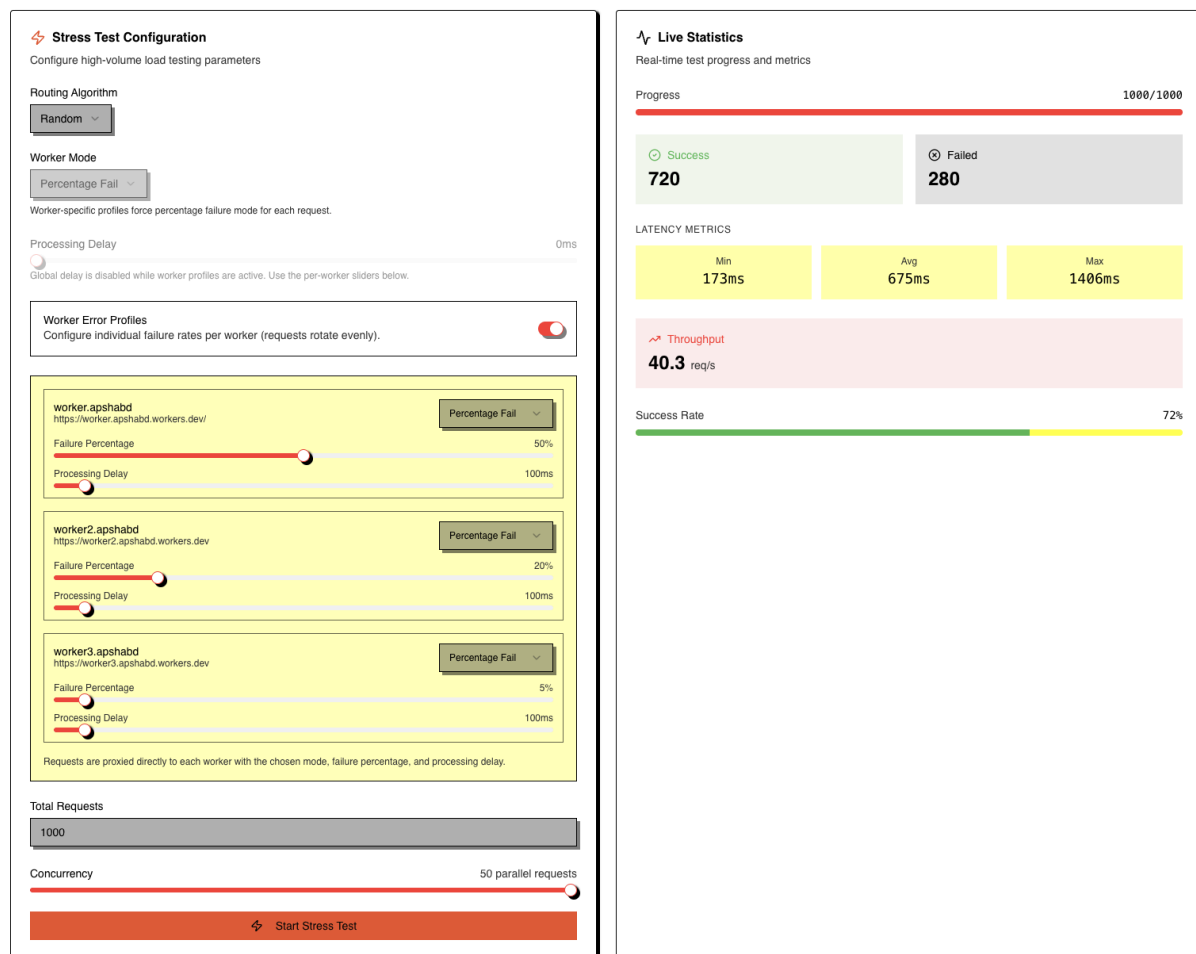 Stress Test Configuration
Configure high-volume load testing parameters
Routing Algorithm
Random
Worker Mode
Percentage Fail
Worker-specific profiles force percentage failure mode for each request.
Processing Delay 0ms
Global delay is disabled while worker profiles are active. Use the per-worker sliders below.
Worker Error Profiles
Configure individual failure rates per worker (requests rotate evenly).
worker.apshabd
https://worker.apshabd.workers.dev/
Percentage Fail
Failure Percentage 50%
Processing Delay 100ms
worker2.apshabd
https://worker2.apshabd.workers.dev
Percentage Fail
Failure Percentage 20%
Processing Delay 100ms
worker3.apshabd
https://worker3.apshabd.workers.dev
Percentage Fail
Failure Percentage 5%
Processing Delay 100ms
Requests are proxied directly to each worker with the chosen mode, failure percentage, and processing delay.
Total Requests
1000
Concurrency 50 parallel requests
Start Stress Test
Live Statistics
Real-time test progress and metrics
Progress 1000/1000
Success
720
Failed
280
LATENCY METRICS
Min
173ms
Avg
675ms
Max
1406ms
Throughput
40.3 req/s
Success Rate 72%